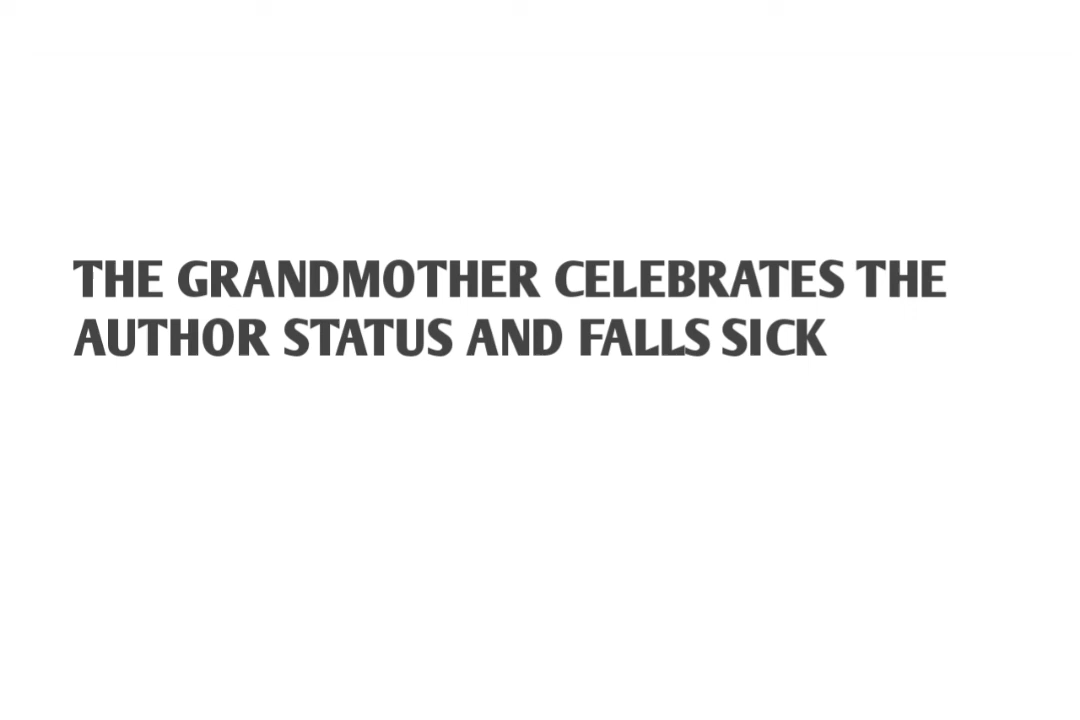 THE GRANDMOTHER CELEBRATES THE
AUTHOR STATUS AND FALLS SICK